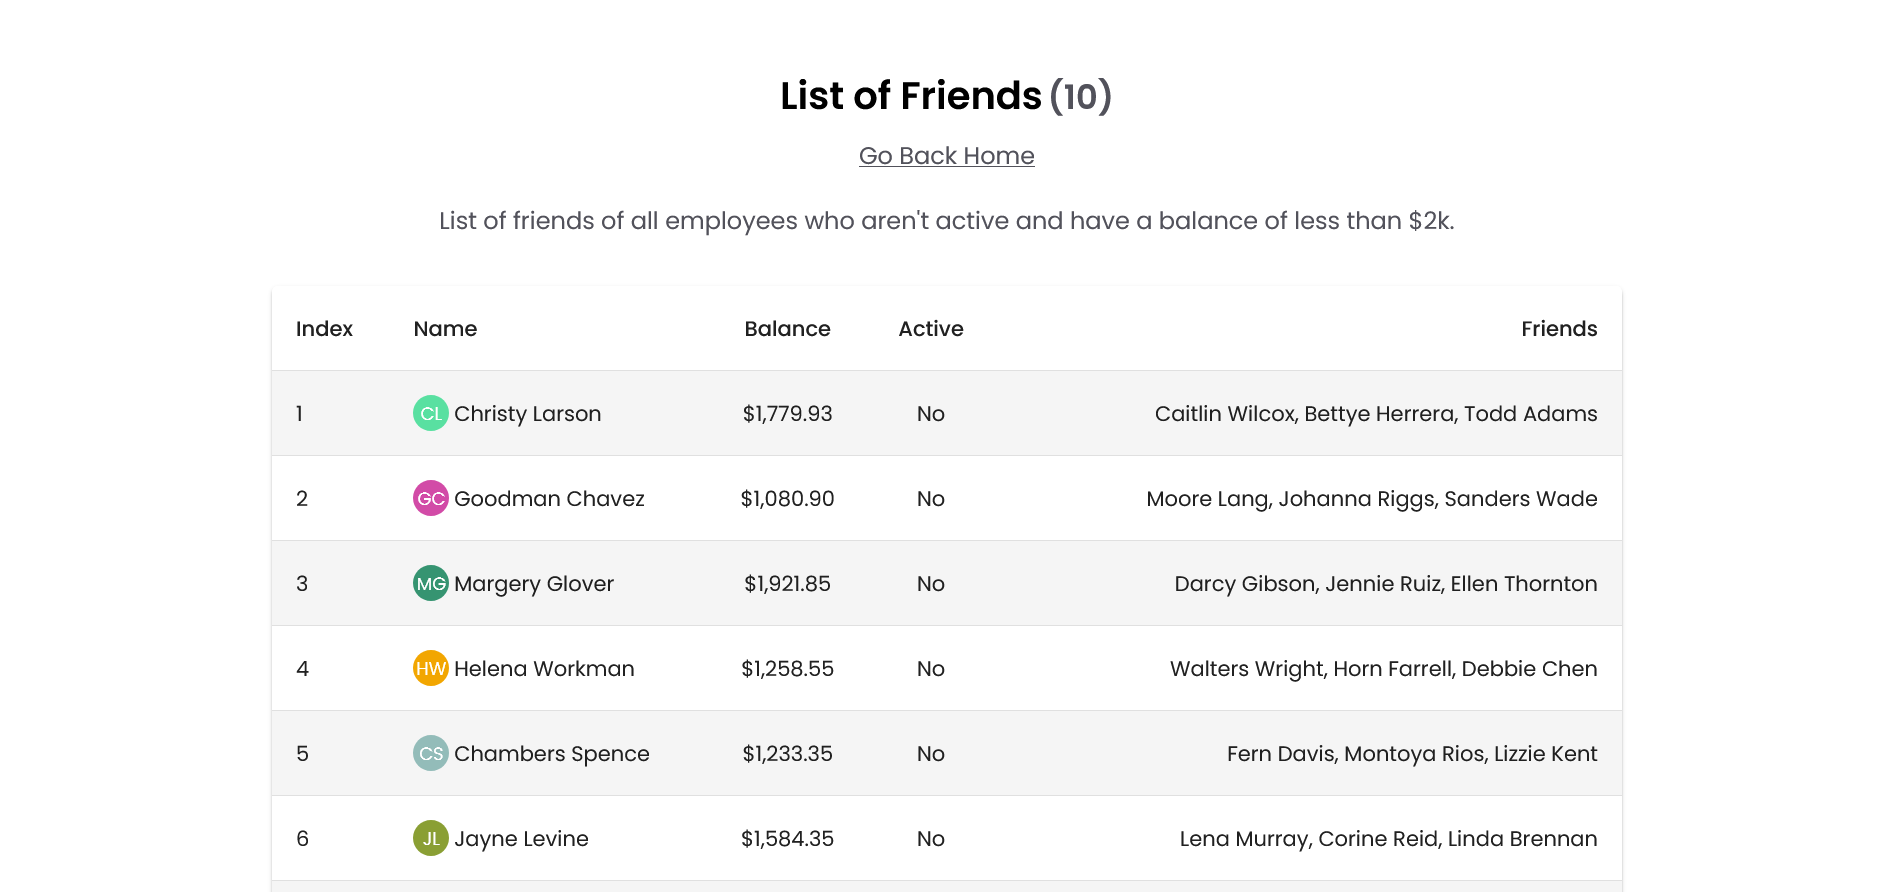 List of Friends (10)
Go Back Home
List of friends of all employees who aren't active and have a balance of less than $2k.
Index Name Balance Active Friends
1 CL Christy Larson $1,779.93 No Caitlin Wilcox, Bettye Herrera, Todd Adams
2 GC Goodman Chavez $1,080.90 No Moore Lang, Johanna Riggs, Sanders Wade
3 MG Margery Glover $1,921.85 No Darcy Gibson, Jennie Ruiz, Ellen Thornton
4 HW Helena Workman $1,258.55 No Walters Wright, Horn Farrell, Debbie Chen
5 CS Chambers Spence $1,233.35 No Fern Davis, Montoya Rios, Lizzie Kent
6 JL Jayne Levine $1,584.35 No Lena Murray, Corine Reid, Linda Brennan